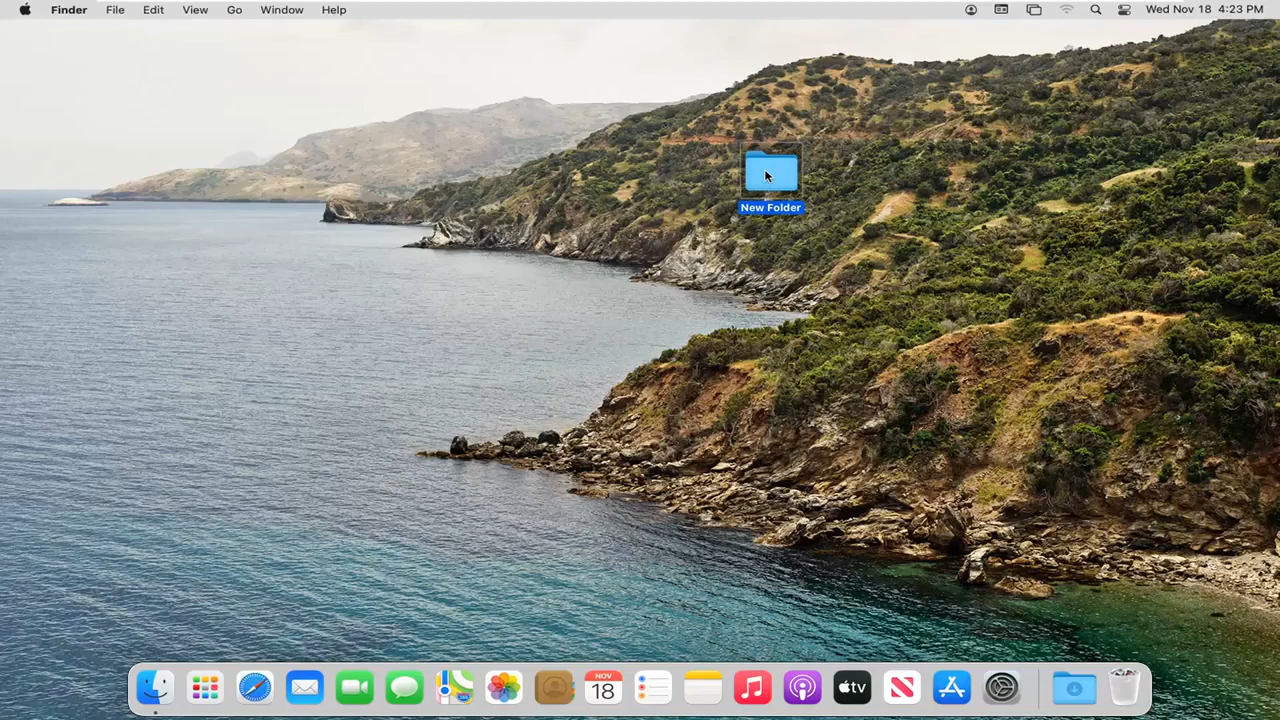 Finder File Edit View Go Window Help Wed Nov 18 4:23 PM
New Folder
NOV
18
tv